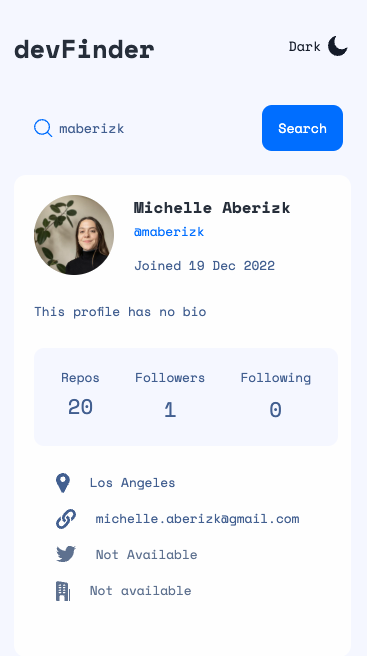 devFinder
Dark
maberizk
Search
Michelle Aberizk
@maberizk
Joined 19 Dec 2022
This profile has no bio
Repos Followers Following
20 1 0
Los Angeles
michelle.aberizk@gmail.com
Not Available
Not available